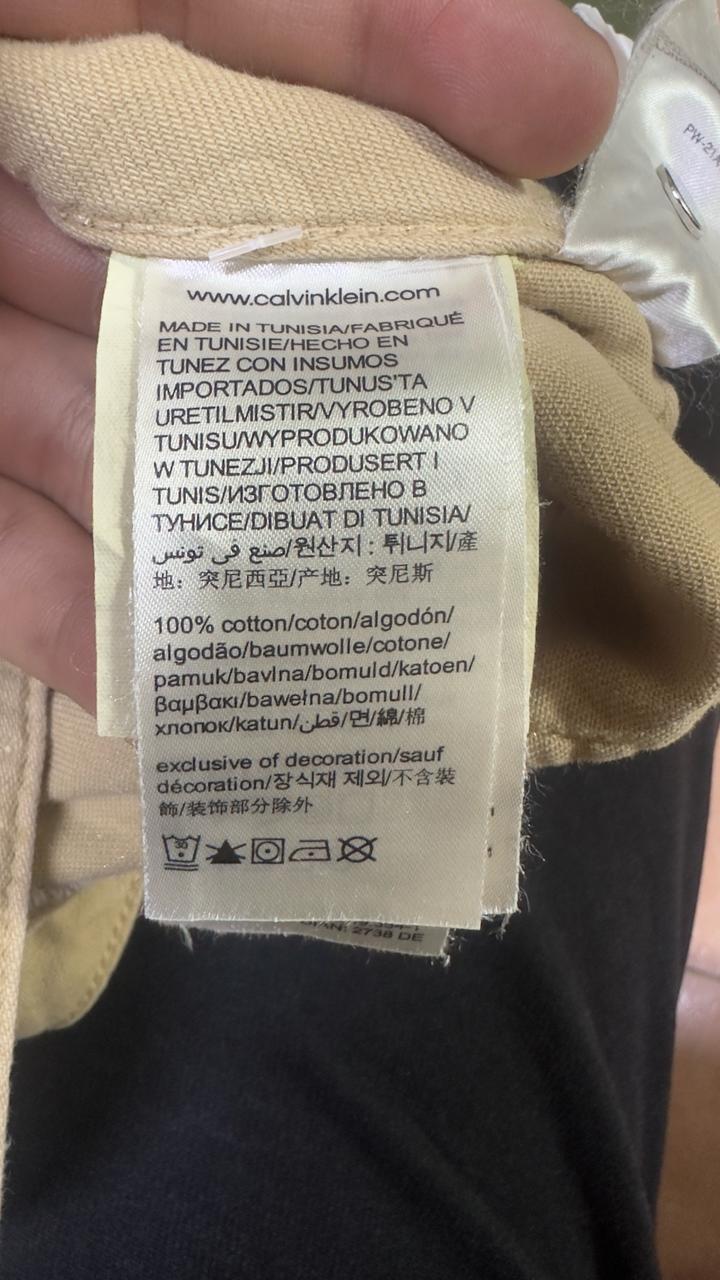 www.calvinklein.com
MADE IN TUNISIA/FABRIQUÉ
EN TUNISIE/HECHO EN
TUNEZ CON INSUMOS
IMPORTADOS/TUNUS'TA
URETILMISTIR/VYROBENO V
TUNISU/WYPRODUKOWANO
W TUNEZJI/PRODUSERT I
TUNIS/ИЗГОТОВЛЕНО В
ТУНИСЕ/DIBUAT DI TUNISIA/
صنع في تونس/원산지 : 튀니지/產
地：突尼西亞/产地：突尼斯
100% cotton/coton/algodón/
algodão/baumwolle/cotone/
pamuk/bavlna/bomuld/katoen/
βαμβακι/bawełna/bomull/
хлопок/katun/قطن/면/綿/棉
exclusive of decoration/sauf
décoration/장식재 제외/不含裝
飾/装饰部分除外
30
2738 DE